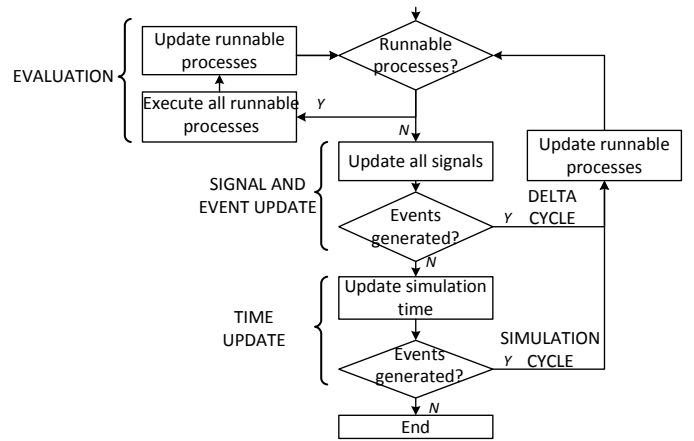 Update runnable
processes
Runnable
processes?
EVALUATION
Execute all runnable
processes
Y
N
Update all signals
Update runnable
processes
SIGNAL AND
EVENT UPDATE
Events
generated?
Y
DELTA
CYCLE
N
Update simulation
time
TIME
UPDATE
Events
generated?
Y
SIMULATION
CYCLE
N
End